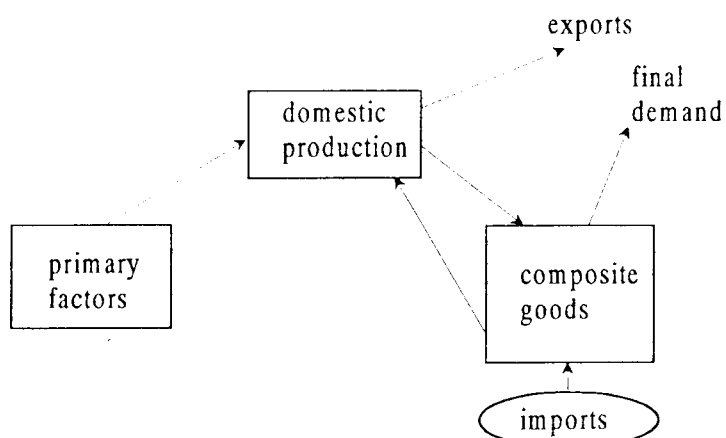 exports
final
demand
domestic
production
primary
factors
composite
goods
imports